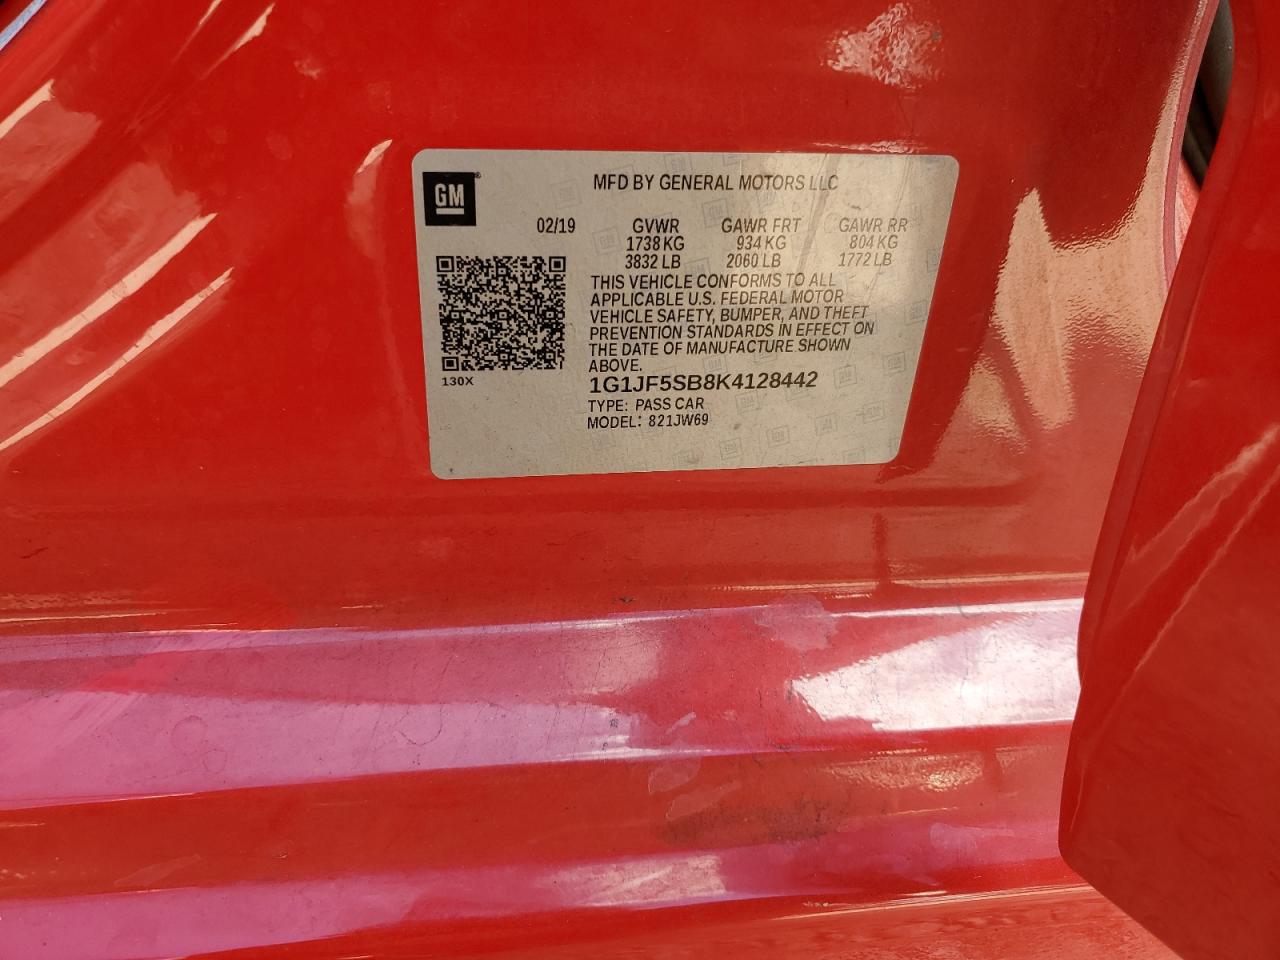 GM
MFD BY GENERAL MOTORS LLC
02/19 GVWR GAWR FRT GAWR RR
1738 KG 934 KG 804 KG
3832 LB 2060 LB 1772 LB
THIS VEHICLE CONFORMS TO ALL
APPLICABLE U.S. FEDERAL MOTOR
VEHICLE SAFETY, BUMPER, AND THEFT
PREVENTION STANDARDS IN EFFECT ON
THE DATE OF MANUFACTURE SHOWN
ABOVE.
130X
1G1JF5SB8K4128442
TYPE: PASS CAR
MODEL: 821JW69